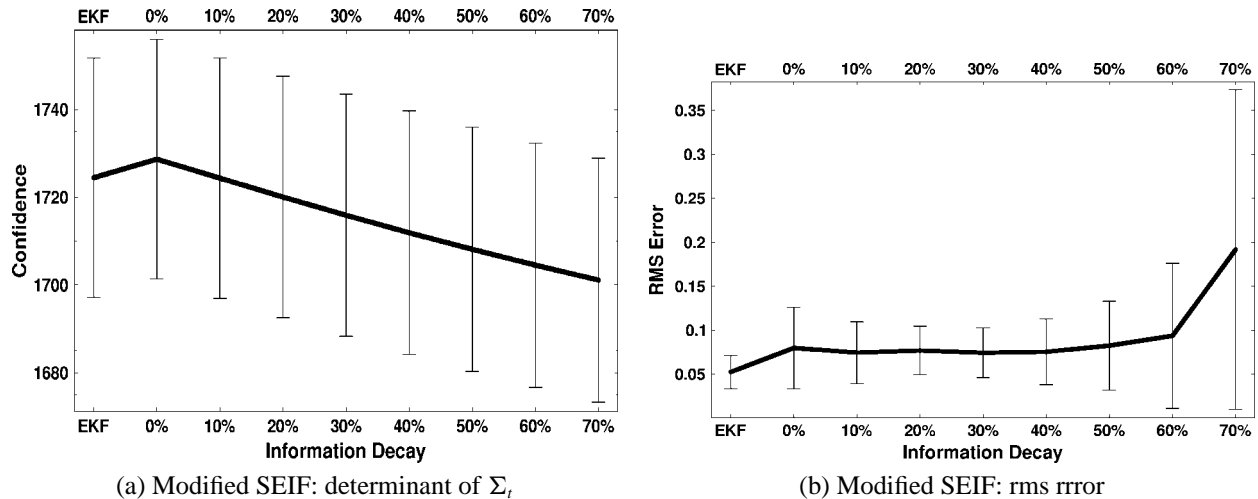 EKF 0% 10% 20% 30% 40% 50% 60% 70%
1740
1720
1700
1680
Confidence
EKF 0% 10% 20% 30% 40% 50% 60% 70%
Information Decay
(a) Modified SEIF: determinant of Σt
EKF 0% 10% 20% 30% 40% 50% 60% 70%
0.35
0.3
0.25
0.2
0.15
0.1
0.05
RMS Error
EKF 0% 10% 20% 30% 40% 50% 60% 70%
Information Decay
(b) Modified SEIF: rms rrror